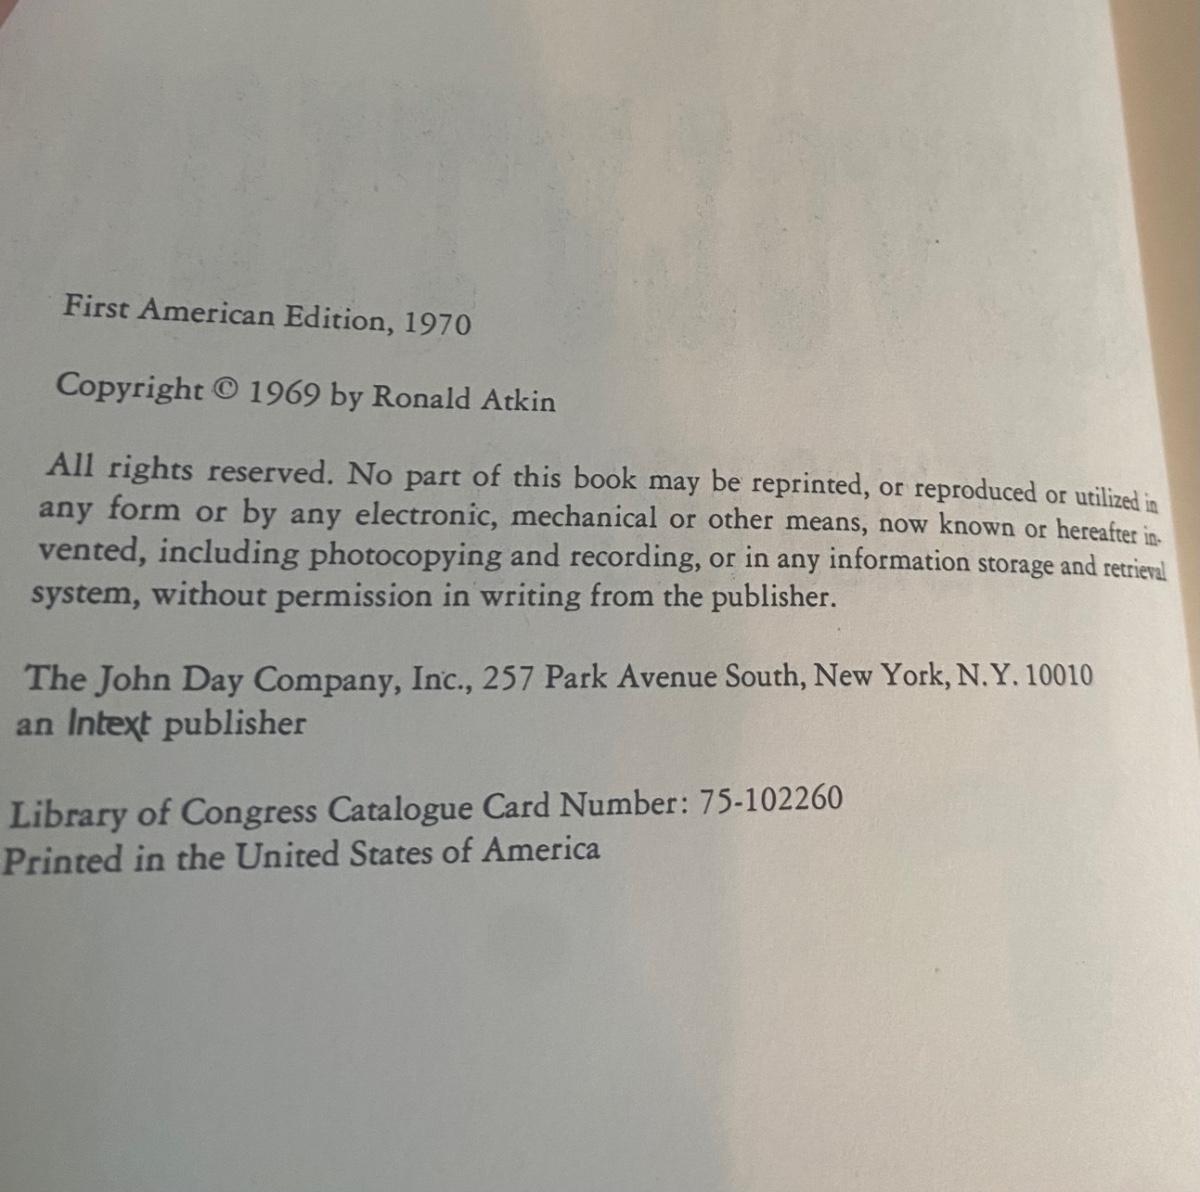 First American Edition, 1970
Copyright © 1969 by Ronald Atkin
All rights reserved. No part of this book may be reprinted, or reproduced or utilized in
any form or by any electronic, mechanical or other means, now known or hereafter in-
vented, including photocopying and recording, or in any information storage and retrieval
system, without permission in writing from the publisher.
The John Day Company, Inc., 257 Park Avenue South, New York, N.Y. 10010
an Intext publisher
Library of Congress Catalogue Card Number: 75-102260
Printed in the United States of America